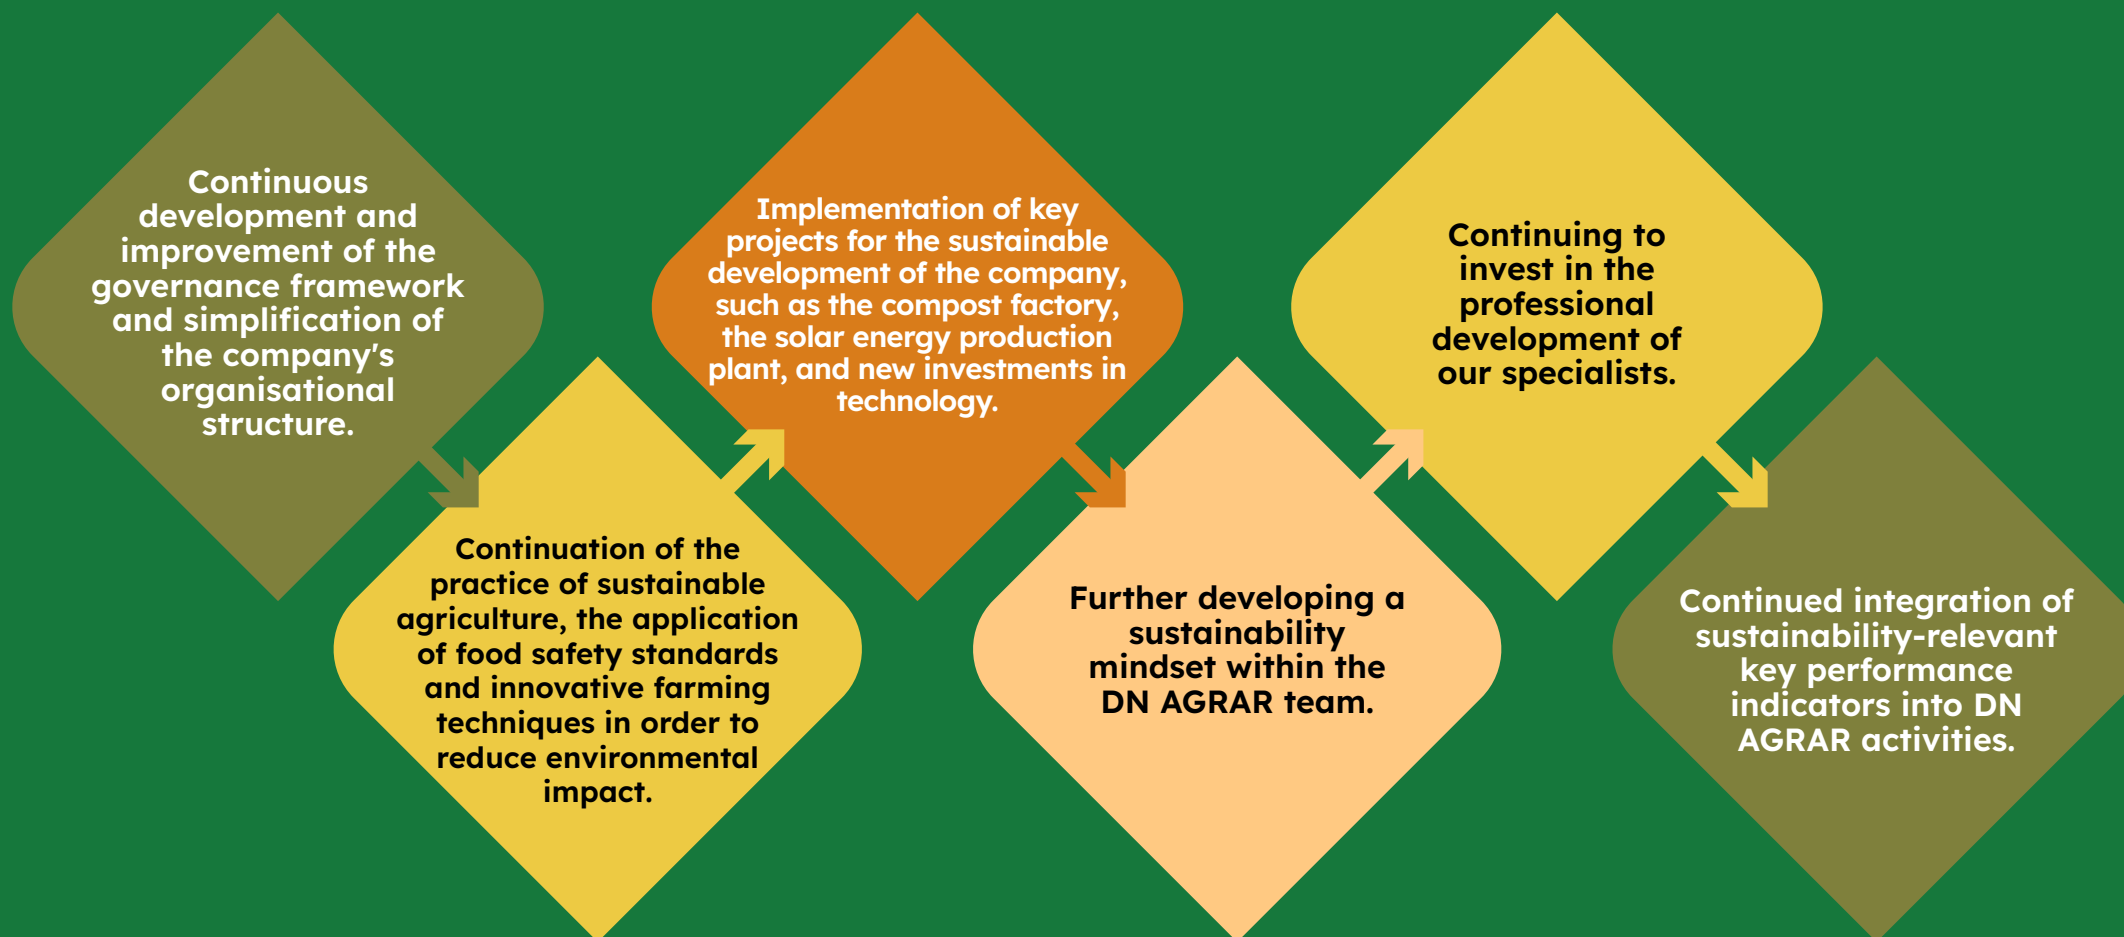 Continuous
development and
improvement of the
governance framework
and simplification of
the company's
organisational
structure.
Continuation of the
practice of sustainable
agriculture, the application
of food safety standards
and innovative farming
techniques in order to
reduce environmental
impact.
Implementation of key
projects for the sustainable
development of the company,
such as the compost factory,
the solar energy production
plant, and new investments in
technology.
Further developing a
sustainability
mindset within the
DN AGRAR team.
Continuing to
invest in the
professional
development of
our specialists.
Continued integration of
sustainability-relevant
key performance
indicators into DN
AGRAR activities.